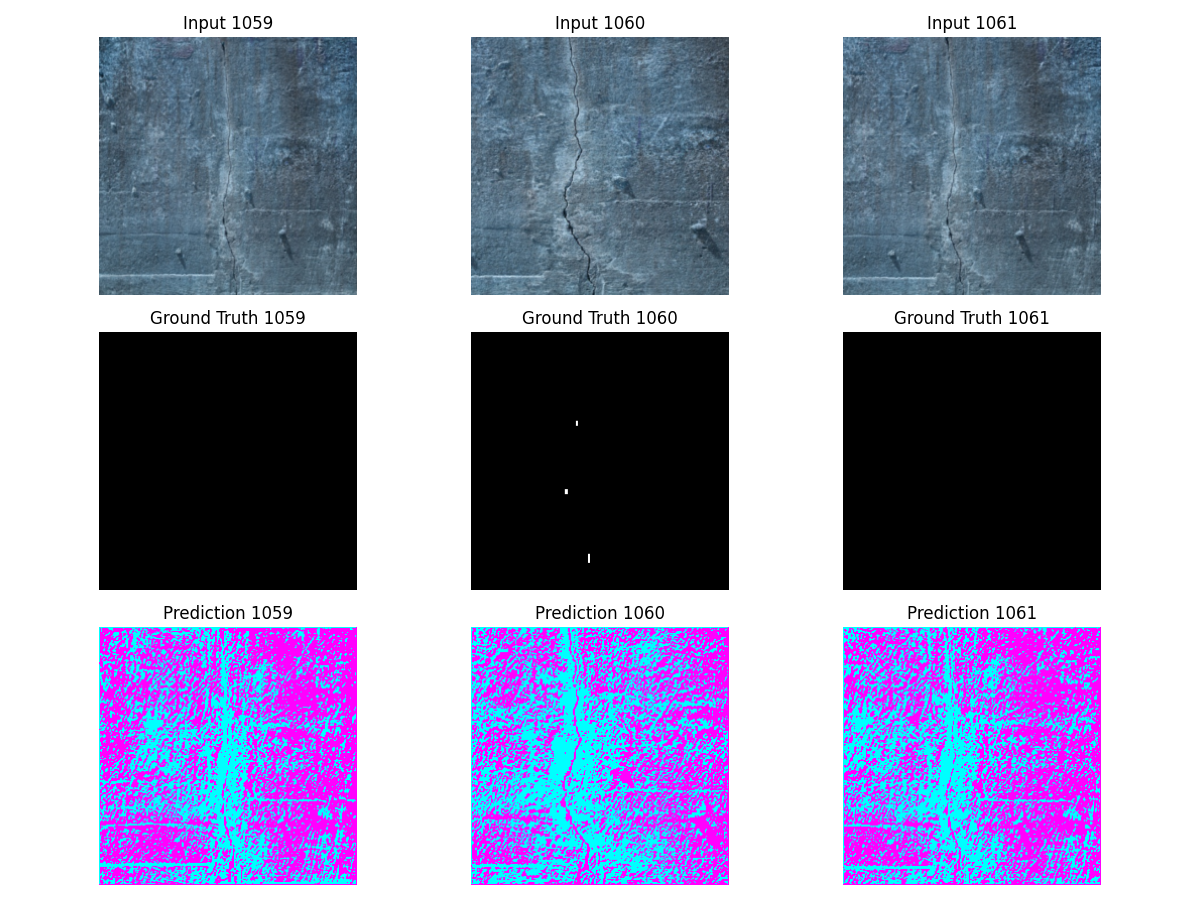 Input 1059
Input 1060
Input 1061
Ground Truth 1059
Ground Truth 1060
Ground Truth 1061
Prediction 1059
Prediction 1060
Prediction 1061